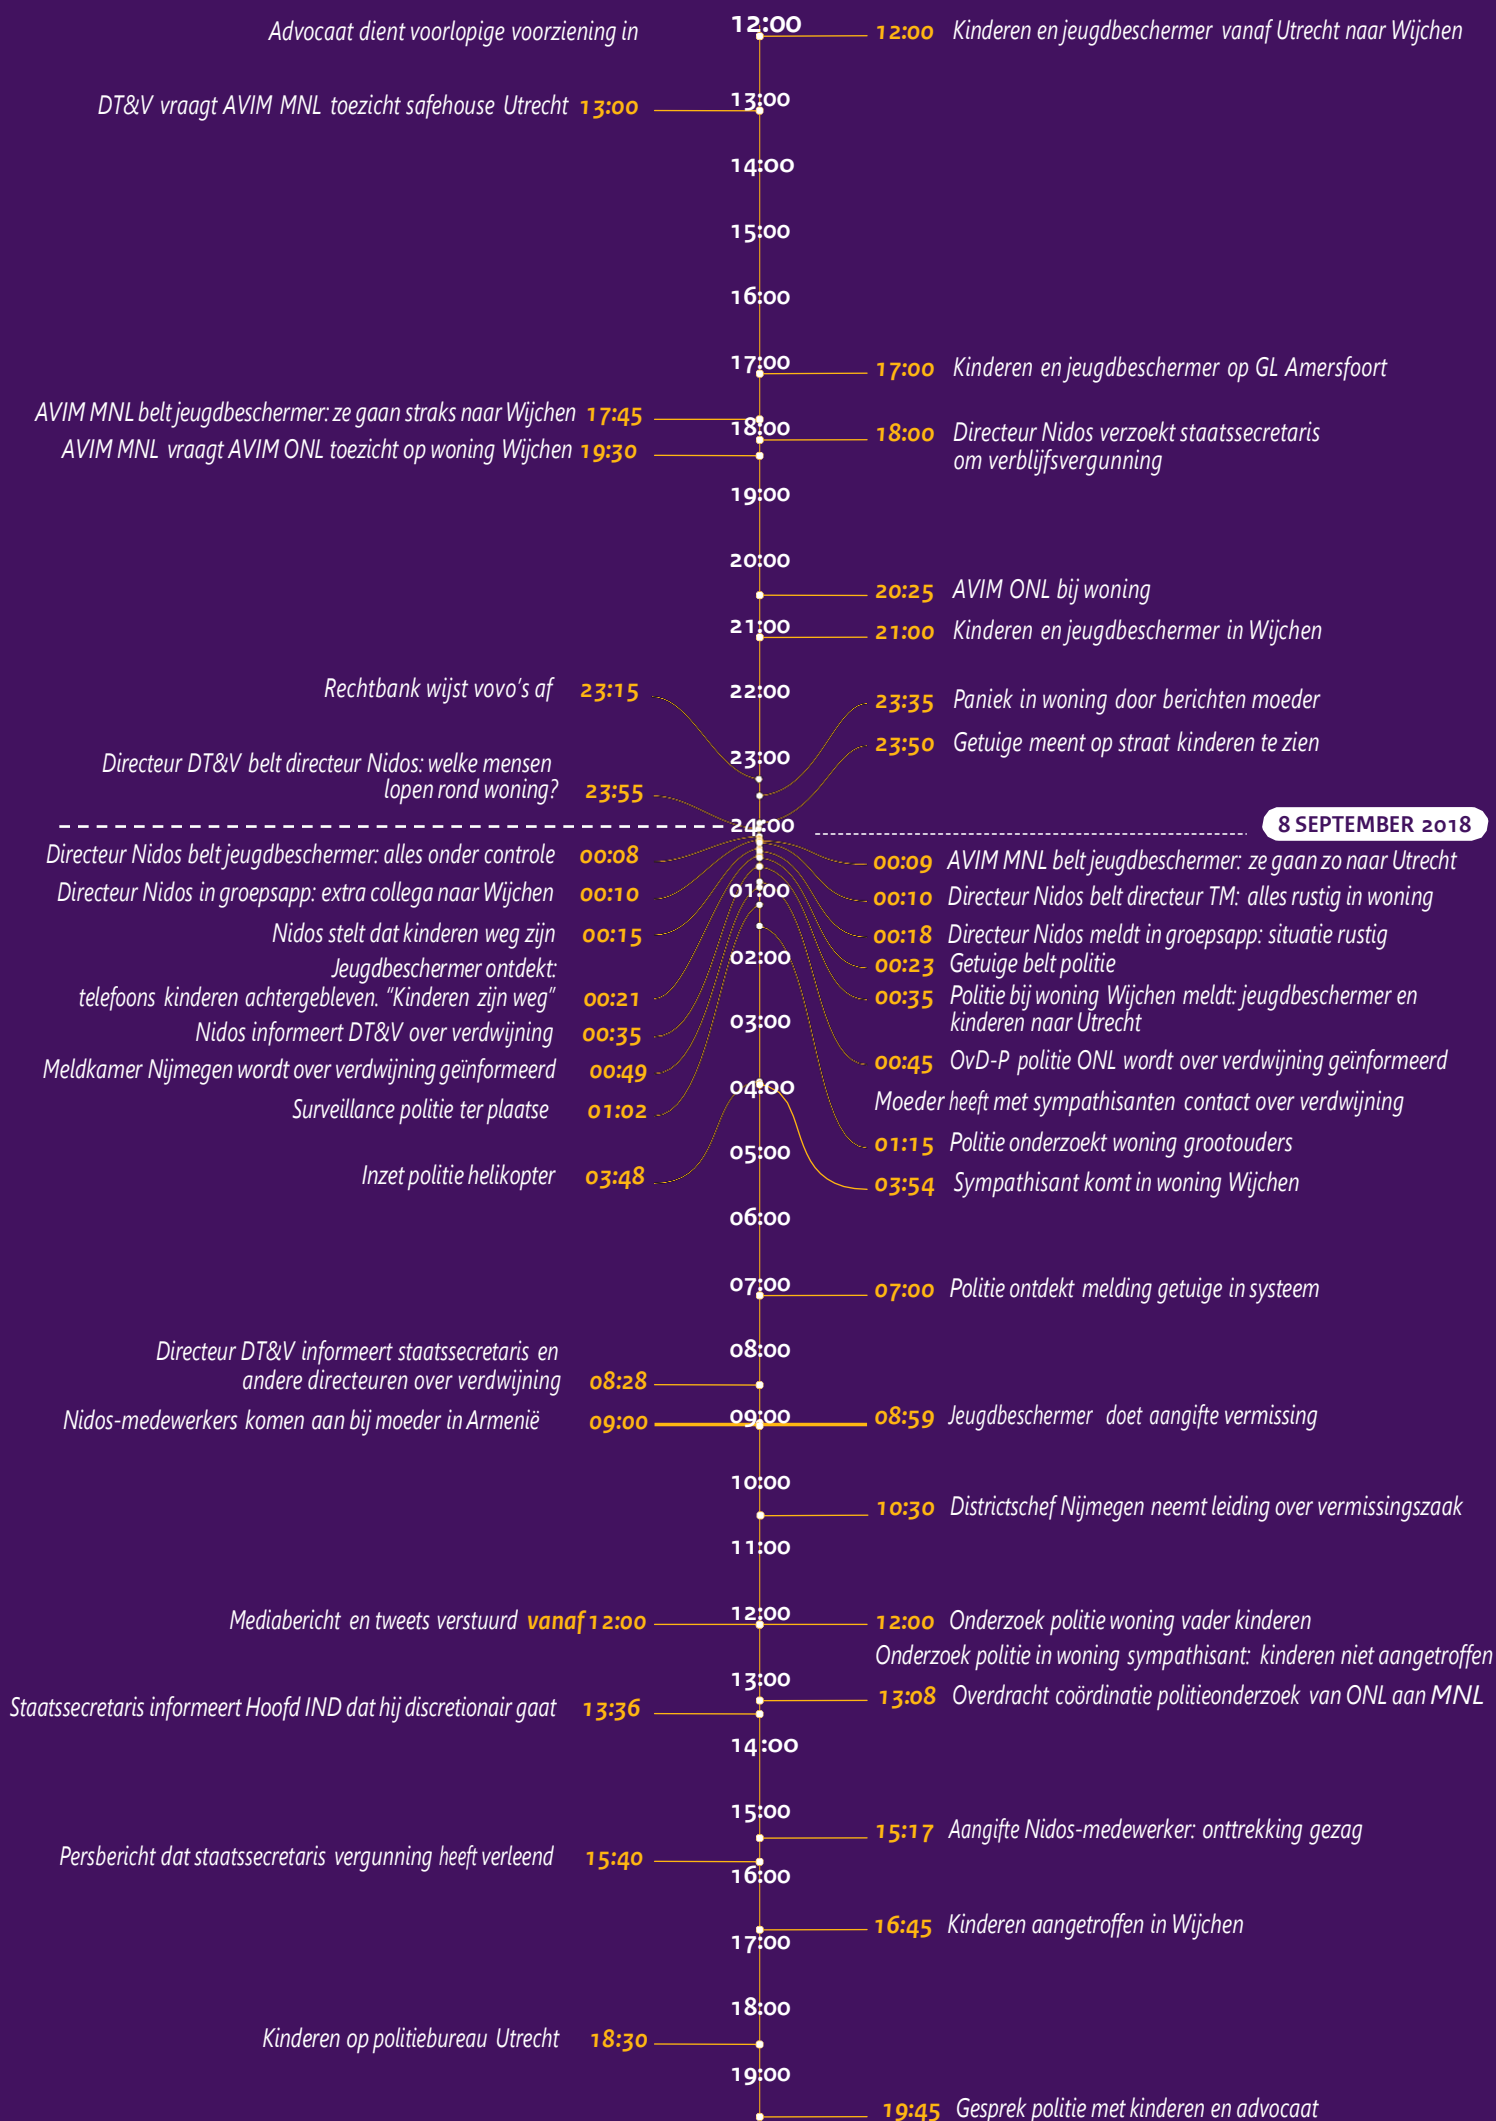 Advocaat dient voorlopige voorziening in
12:00
12:00 Kinderen en jeugdbeschermer vanaf Utrecht naar Wijchen
DT&V vraagt AVIM MNL toezicht safehouse Utrecht 13:00
13:00
14:00
15:00
16:00
17:00
17:00 Kinderen en jeugdbeschermer op GL Amersfoort
AVIM MNL belt jeugdbeschermer: ze gaan straks naar Wijchen 17:45
18:00
18:00 Directeur Nidos verzoekt staatssecretaris
om verblijfsvergunning
AVIM MNL vraagt AVIM ONL toezicht op woning Wijchen 19:30
19:00
20:00
20:25 AVIM ONL bij woning
21:00
21:00 Kinderen en jeugdbeschermer in Wijchen
Rechtbank wijst vovo's af 23:15
22:00
23:35 Paniek in woning door berichten moeder
23:50 Getuige meent op straat kinderen te zien
23:00
Directeur DT&V belt directeur Nidos: welke mensen
lopen rond woning? 23:55
24:00
8 SEPTEMBER 2018
Directeur Nidos belt jeugdbeschermer: alles onder controle 00:08
00:09 AVIM MNL belt jeugdbeschermer: ze gaan zo naar Utrecht
Directeur Nidos in groepsapp: extra collega naar Wijchen 00:10
01:00
00:10 Directeur Nidos belt directeur TM: alles rustig in woning
Nidos stelt dat kinderen weg zijn 00:15
00:18 Directeur Nidos meldt in groepsapp: situatie rustig
02:00
00:23 Getuige belt politie
Jeugdbeschermer ontdekt:
telefoons kinderen achtergebleven. "Kinderen zijn weg" 00:21
00:35 Politie bij woning Wijchen meldt: jeugdbeschermer en
kinderen naar Utrecht
03:00
Nidos informeert DT&V over verdwijning 00:35
00:45 OvD-P politie ONL wordt over verdwijning geïnformeerd
Meldkamer Nijmegen wordt over verdwijning geïnformeerd 00:49
04:00
Moeder heeft met sympathisanten contact over verdwijning
Surveillance politie ter plaatse 01:02
01:15 Politie onderzoekt woning grootouders
05:00
Inzet politie helikopter 03:48
03:54 Sympathisant komt in woning Wijchen
06:00
07:00
07:00 Politie ontdekt melding getuige in systeem
08:00
Directeur DT&V informeert staatssecretaris en
andere directeuren over verdwijning 08:28
Nidos-medewerkers komen aan bij moeder in Armenië 09:00
09:00
08:59 Jeugdbeschermer doet aangifte vermissing
10:00
10:30 Districtschef Nijmegen neemt leiding over vermissingszaak
11:00
12:00
Mediabericht en tweets verstuurd vanaf 12:00
12:00 Onderzoek politie woning vader kinderen
Onderzoek politie in woning sympathisant: kinderen niet aangetroffen
13:00
13:08 Overdracht coördinatie politieonderzoek van ONL aan MNL
Staatssecretaris informeert Hoofd IND dat hij discretionair gaat 13:36
14:00
15:00
15:17 Aangifte Nidos-medewerker: onttrekking gezag
Persbericht dat staatssecretaris vergunning heeft verleend 15:40
16:00
16:45 Kinderen aangetroffen in Wijchen
17:00
18:00
Kinderen op politiebureau Utrecht 18:30
19:00
19:45 Gesprek politie met kinderen en advocaat